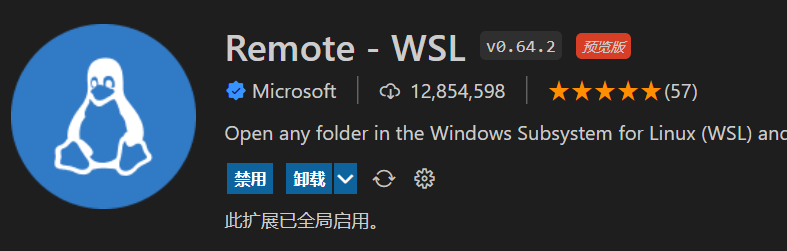 Remote - WSL v0.64.2 预览版
Microsoft 12,854,598 (57)
Open any folder in the Windows Subsystem for Linux (WSL) and
禁用 卸载
此扩展已全局启用。